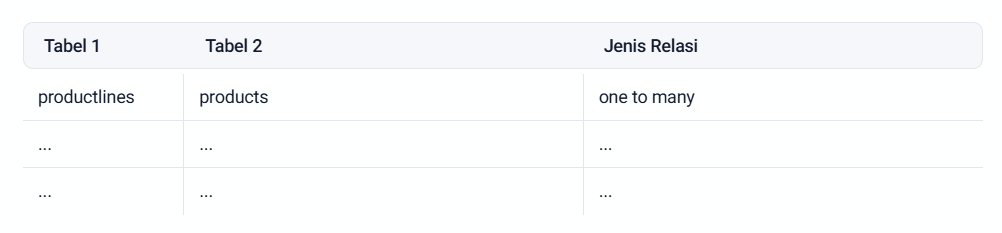 Tabel 1 Tabel 2 Jenis Relasi
productlines products one to many
... ... ...
... ... ...